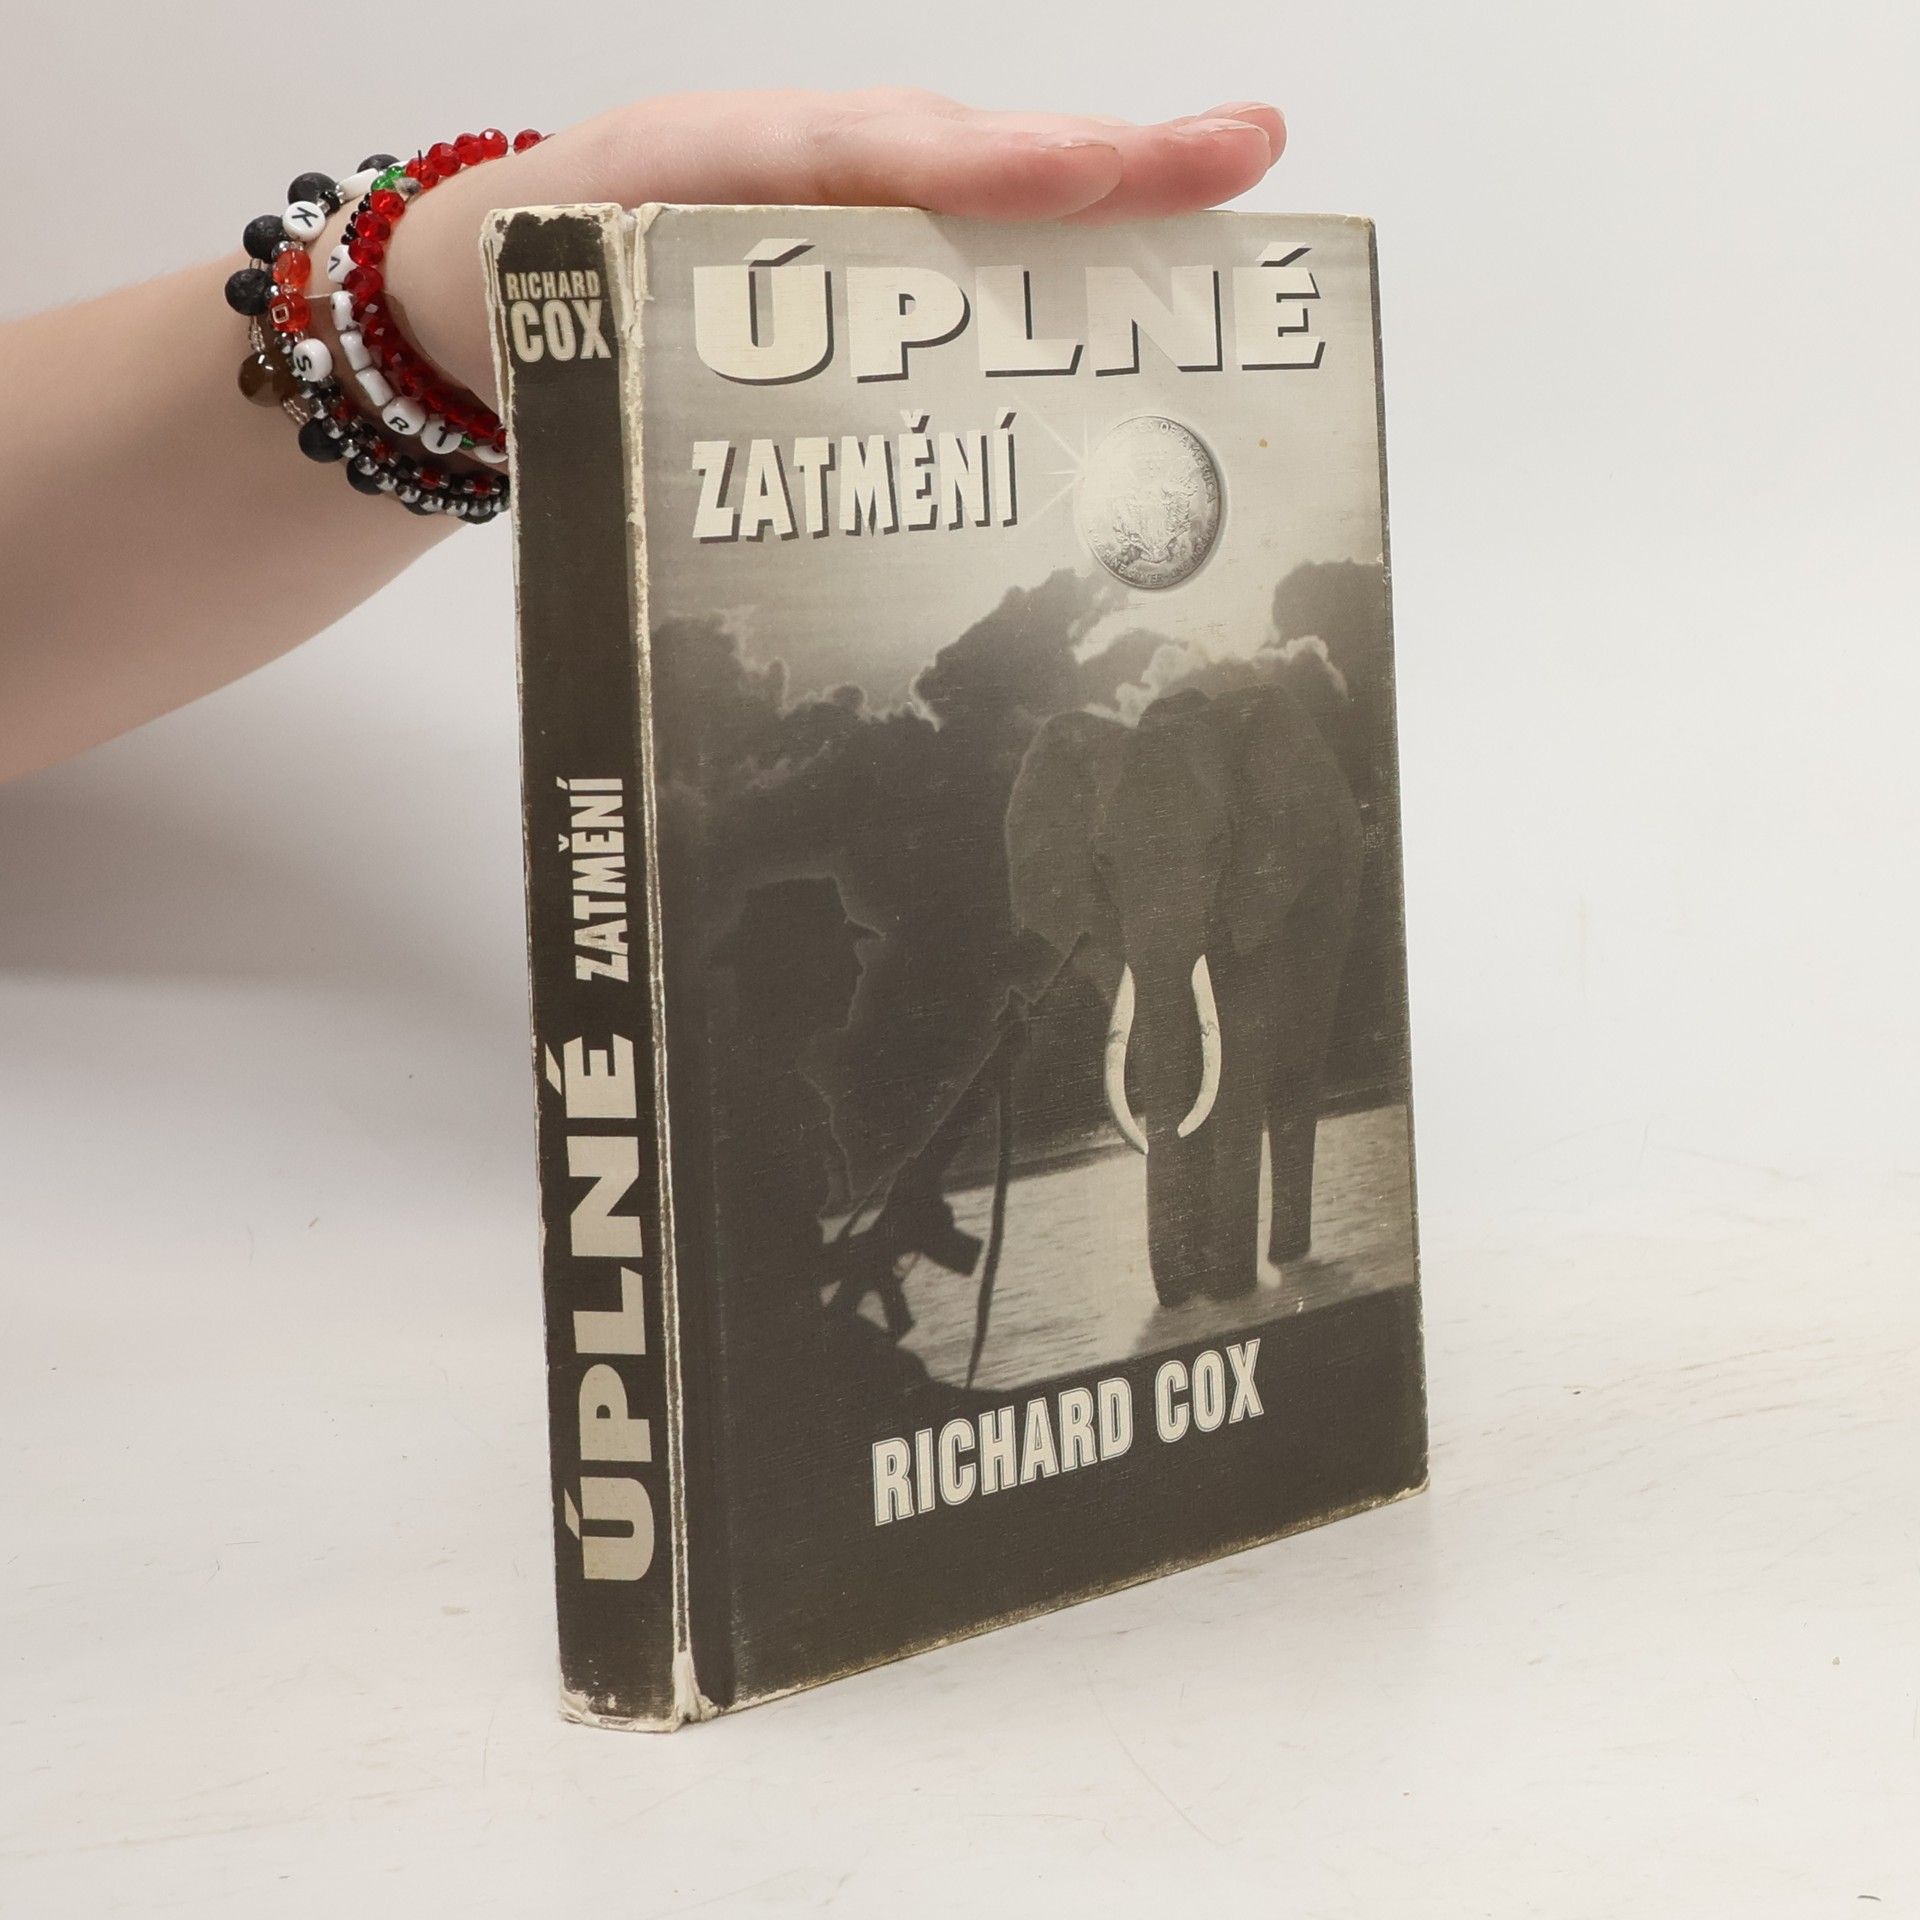 RICHARD
COX
ÚPLNÉ ZATMĚNÍ
ÚPLNÉ
ZATMĚNÍ
RICHARD COX
K
S
V
R
T